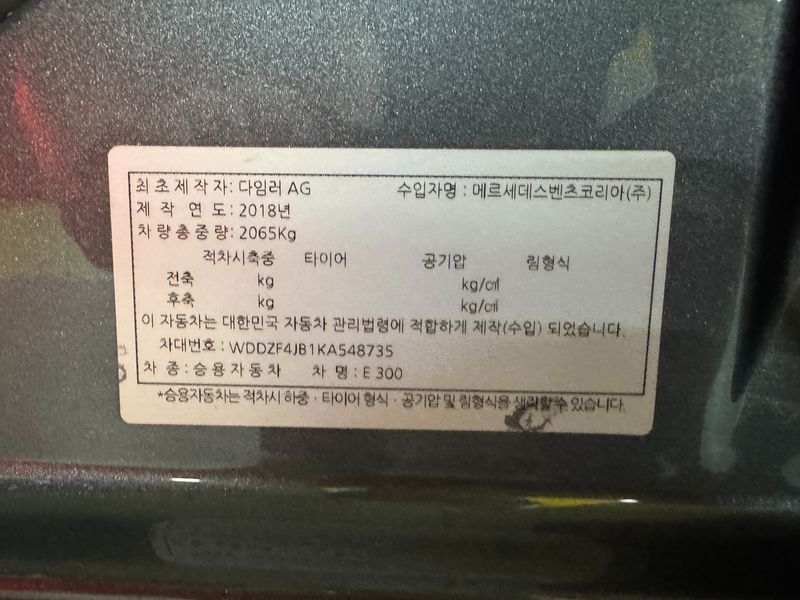 최초제작자: 다임러 AG 수입자명 : 메르세데스벤츠코리아(주)
제 작 연 도 : 2018년
차량총중량: 2065Kg
적차시축중 타이어 공기압 림형식
전축 kg kg/㎠
후축 kg kg/㎠
이 자동차는 대한민국 자동차 관리법령에 적합하게 제작(수입) 되었습니다.
차대번호 : WDDZF4JB1KA548735
차 종 : 승용자동차 차 명 : E 300
*승용자동차는 적차시 하중 · 타이어 형식 · 공기압 및 림형식을 생략할 수 있습니다.